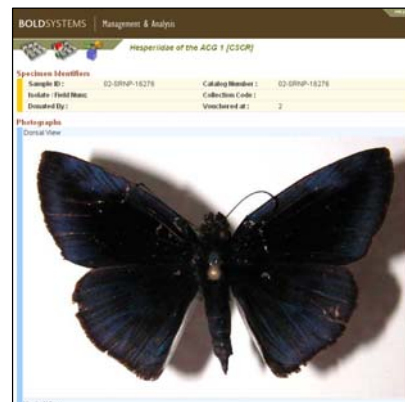 BOLDSYSTEMS Management & Analysis
Hesperiidae of the ACG 1 [CSCR]
Specimen Identifiers
Sample ID : 02-SRNP-16276 Catalog Number : 02-SRNP-16276
Isolate / Field Num: Collection Code :
Donated By : Vouchered at : 2
Photographs
Dorsal View